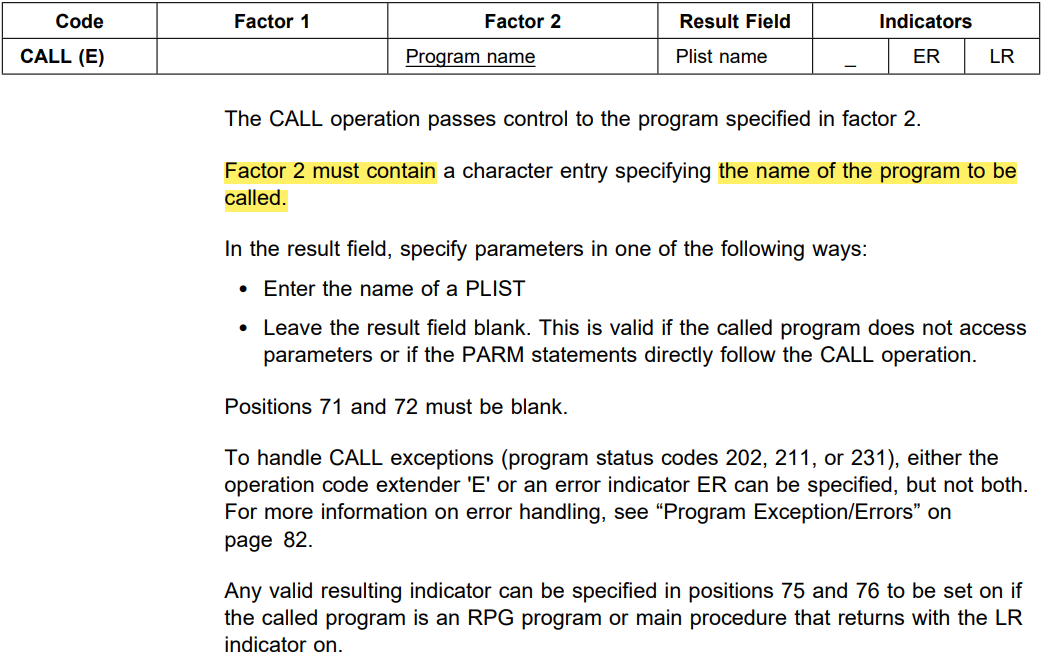 Code Factor 1 Factor 2 Result Field Indicators
CALL (E) Program name Plist name _ ER LR
The CALL operation passes control to the program specified in factor 2.
Factor 2 must contain a character entry specifying the name of the program to be
called.
In the result field, specify parameters in one of the following ways:
• Enter the name of a PLIST
• Leave the result field blank. This is valid if the called program does not access
parameters or if the PARM statements directly follow the CALL operation.
Positions 71 and 72 must be blank.
To handle CALL exceptions (program status codes 202, 211, or 231), either the
operation code extender 'E' or an error indicator ER can be specified, but not both.
For more information on error handling, see “Program Exception/Errors” on
page 82.
Any valid resulting indicator can be specified in positions 75 and 76 to be set on if
the called program is an RPG program or main procedure that returns with the LR
indicator on.